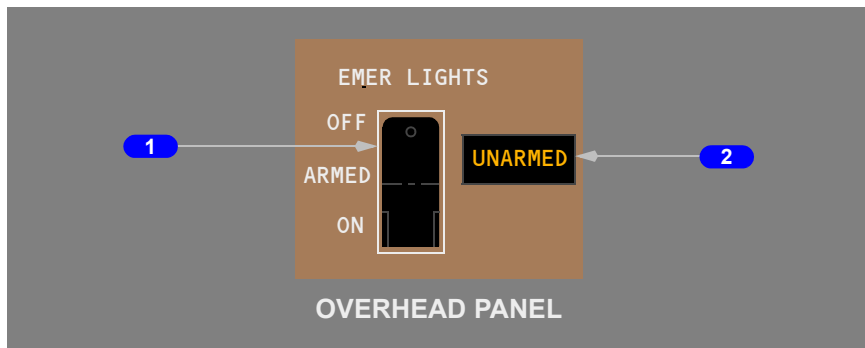 EMER LIGHTS
OFF
1
UNARMED
2
ARMED
ON
OVERHEAD PANEL